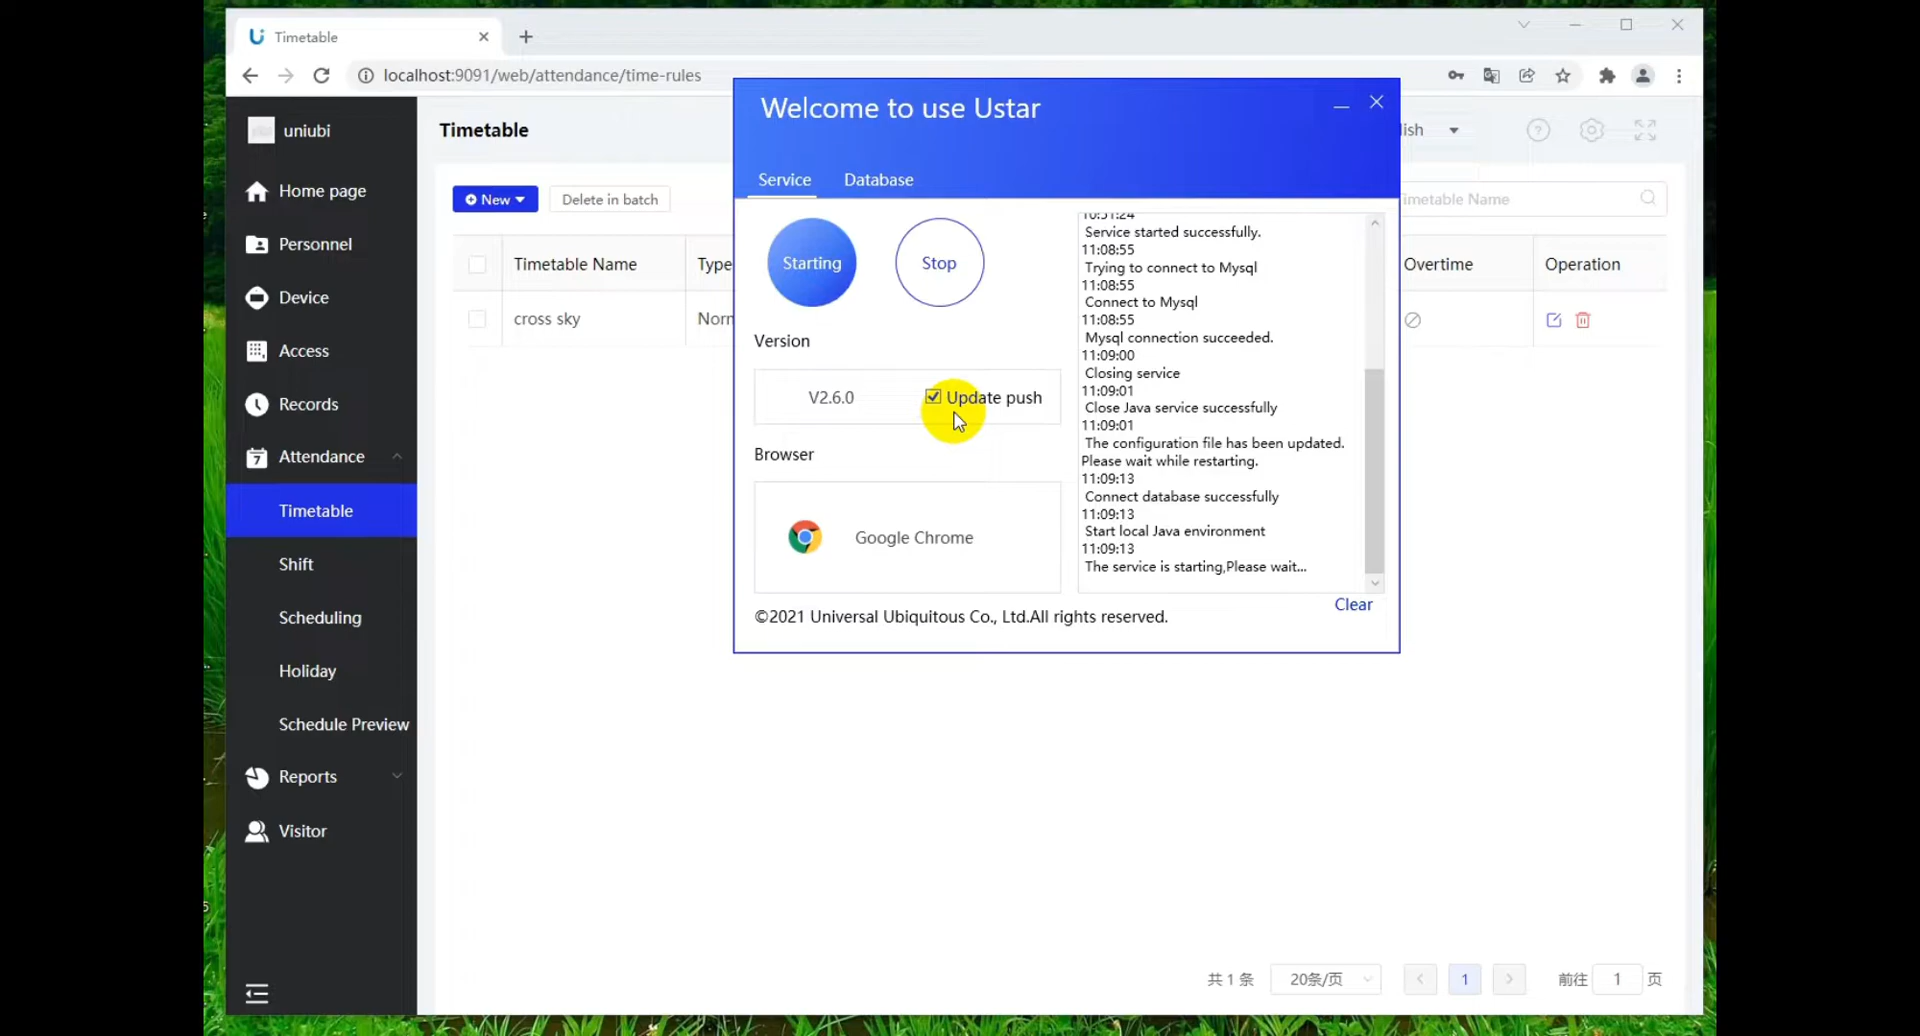 Timetable
localhost:9091/web/attendance/time-rules
uniubi
Home page
Personnel
Device
Access
Records
Attendance
Timetable
Shift
Scheduling
Holiday
Schedule Preview
Reports
Visitor
Timetable
New
Delete in batch
Timetable Name
Type
Overtime
Operation
cross sky
Norn
lish
imetable Name
Welcome to use Ustar
Service
Database
Starting
Stop
Version
V2.6.0
Update push
Browser
Google Chrome
©2021 Universal Ubiquitous Co., Ltd.All rights reserved.
10:51:24
Service started successfully.
11:08:55
Trying to connect to Mysql
11:08:55
Connect to Mysql
11:08:55
Mysql connection succeeded.
11:09:00
Closing service
11:09:01
Close Java service successfully
11:09:01
The configuration file has been updated.
Please wait while restarting.
11:09:13
Connect database successfully
11:09:13
Start local Java environment
11:09:13
The service is starting,Please wait...
Clear
共 1 条
20条/页
1
前往 1 页